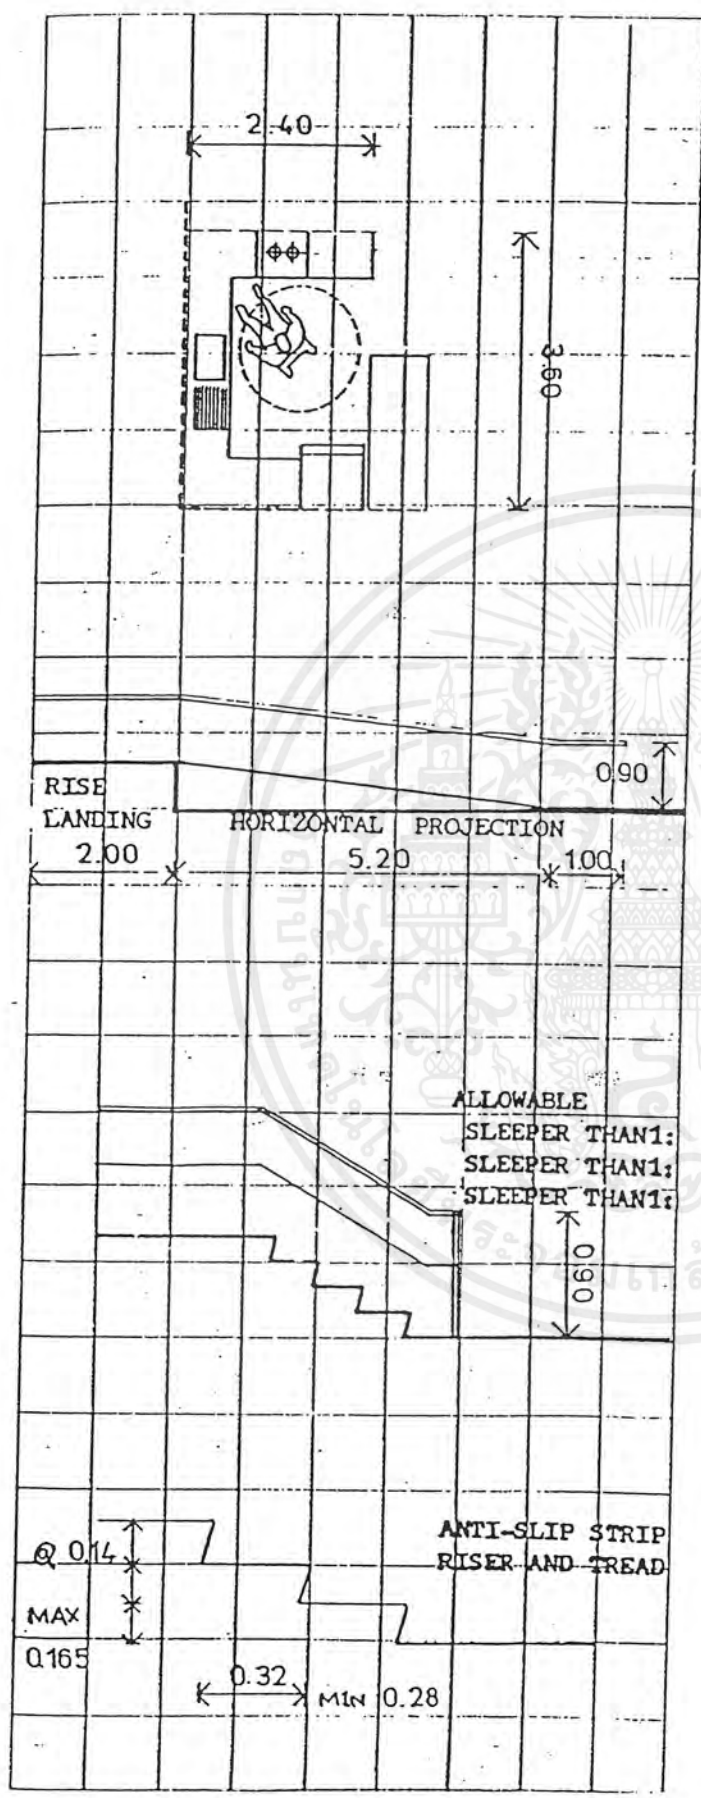 2.40
3.60
0.90
RISE
LANDING HORIZONTAL PROJECTION
2.00 5.20 1.00
ALLOWABLE
SLEEPER THAN1:
SLEEPER THAN1:
SLEEPER THAN1:
0.90
ANTI-SLIP STRIP
@ 0.14 RISER AND TREAD
MAX
0.165
0.32 MIN 0.28